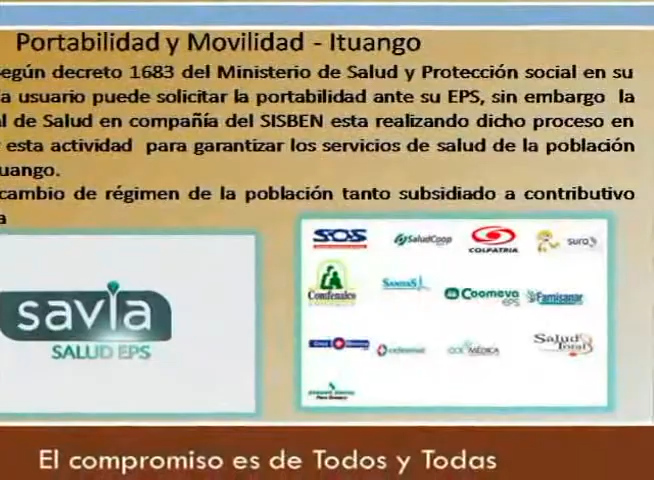 Portabilidad y Movilidad - Ituango
egún decreto 1683 del Ministerio de Salud y Protección social en su
a usuario puede solicitar la portabilidad ante su EPS, sin embargo la
l de Salud en compañía del SISBEN esta realizando dicho proceso en
esta actividad para garantizar los servicios de salud de la población
uango.
cambio de régimen de la población tanto subsidiado a contributivo
a
SOS SaludCoop COLPATRIA sura
Comfenalco SANITAS Coomeva eps Famisanar
savia
SALUD EPS
Cruz Blanca Salud Total
El compromiso es de Todos y Todas